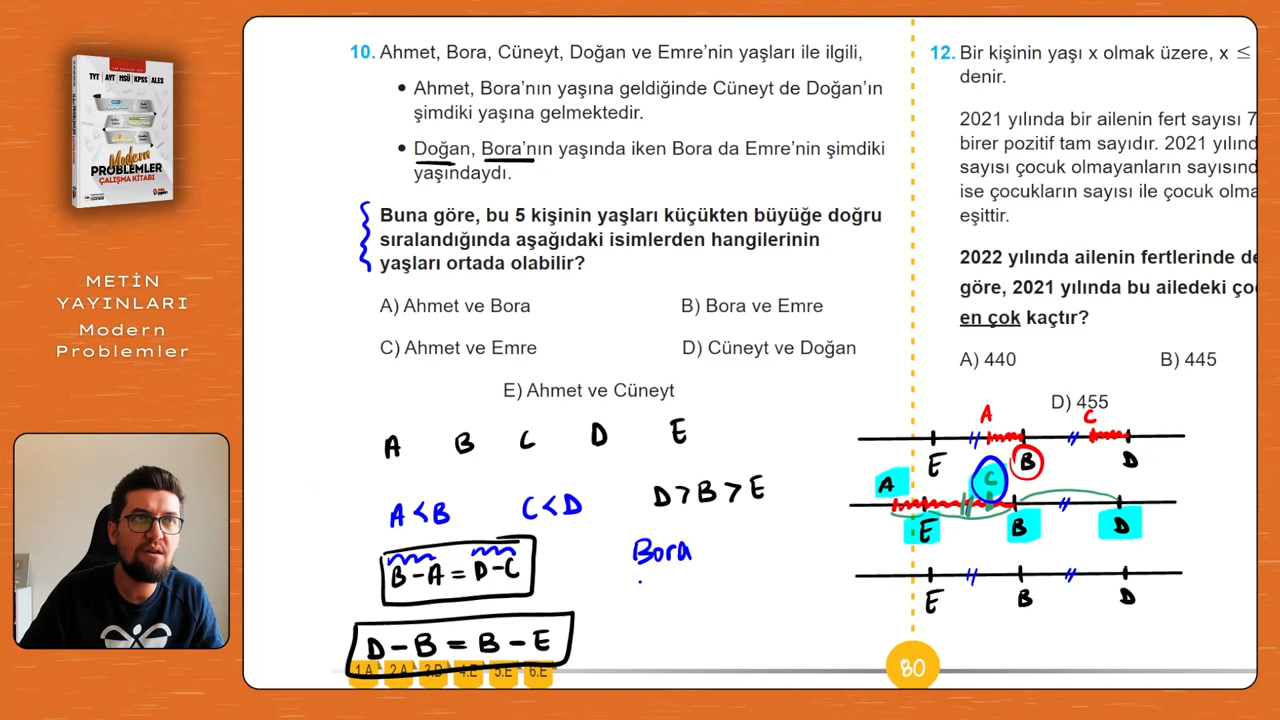 TYT | AYT | MSÜ | KPSS | ALES
Modern
PROBLEMLER
ÇALIŞMA KİTABI
METİN
YAYINLARI
Modern
Problemler
10. Ahmet, Bora, Cüneyt, Doğan ve Emre'nin yaşları ile ilgili,
• Ahmet, Bora'nın yaşına geldiğinde Cüneyt de Doğan'ın
şimdiki yaşına gelmektedir.
• Doğan, Bora'nın yaşında iken Bora da Emre'nin şimdiki
yaşındaydı.
Buna göre, bu 5 kişinin yaşları küçükten büyüğe doğru
sıralandığında aşağıdaki isimlerden hangilerinin
yaşları ortada olabilir?
A) Ahmet ve Bora
B) Bora ve Emre
C) Ahmet ve Emre
D) Cüneyt ve Doğan
E) Ahmet ve Cüneyt
A B C D E
A < B C < D D > B > E
B - A = D - C
Bora
D - B = B - E
1.A 2.A 3.D 4.E 5.E 6.E
12. Bir kişinin yaşı x olmak üzere, x ≤
denir.
2021 yılında bir ailenin fert sayısı 7
birer pozitif tam sayıdır. 2021 yılınd
sayısı çocuk olmayanların sayısınd
ise çocukların sayısı ile çocuk olma
eşittir.
2022 yılında ailenin fertlerinde de
göre, 2021 yılında bu ailedeki ço
en çok kaçtır?
A) 440
B) 445
D) 455
A C
E B D
A C
E B D
E B D
80